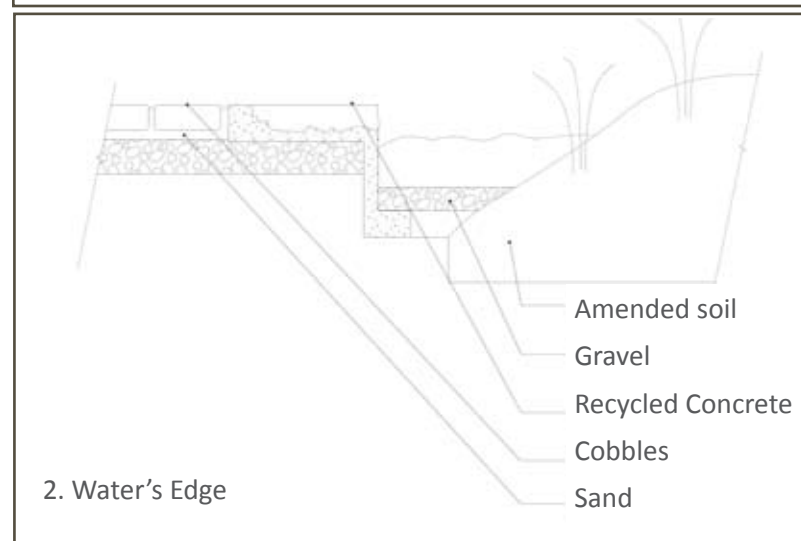 Amended soil
Gravel
Recycled Concrete
Cobbles
2. Water’s Edge
Sand